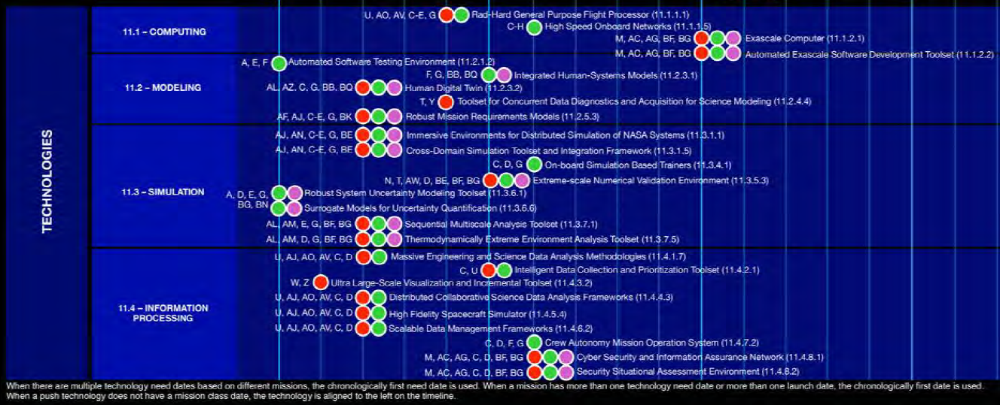 TECHNOLOGIES
11.1 – COMPUTING
U, AO, AV, C-E, G Rad-Hard General Purpose Flight Processor (11.1.1.1)
C-H High Speed Onboard Networks (11.1.1.5)
M, AC, AG, BF, BG Exascale Computer (11.1.2.1)
M, AC, AG, BF, BG Automated Exascale Software Development Toolset (11.1.2.2)
11.2 – MODELING
A, E, F Automated Software Testing Environment (11.2.1.2)
F, G, BB, BQ Integrated Human-Systems Models (11.2.3.1)
AL, AZ. C, G. BB. BQ Human Digital Twin (11.2.3.2)
T, Y Toolset for Concurrent Data Diagnostics and Acquisition for Science Modeling (11.2.4.4)
AF, AJ, C-E, G, BK Robust Mission Requirements Models (11.2.5.3)
11.3 – SIMULATION
AJ, AN, C-E, G, BE Immersive Environments for Distributed Simulation of NASA Systems (11.3.1.1)
AJ, AN, C-E, G, BE Cross-Domain Simulation Toolset and Integration Framework (11.3.1.5)
C, D, G On-board Simulation Based Trainers (11.3.4.1)
N, T, AW, D, BE, BF, BG Extreme-scale Numerical Validation Environment (11.3.5.3)
A, D, E, G, Robust System Uncertainty Modeling Toolset (11.3.6.1)
BG, BN Surrogate Models for Uncertainty Quantification (11.3.6.6)
AL, AM, E, G, BF, BG Sequential Multiscale Analysis Toolset (11.3.7.1)
AL, AM, D, G, BF, BG Thermodynamically Extreme Environment Analysis Toolset (11.3.7.5)
11.4 – INFORMATION
PROCESSING
U, AJ, AO, AV, C, D Massive Engineering and Science Data Analysis Methodologies (11.4.1.7)
C, U Intelligent Data Collection and Prioritization Toolset (11.4.2.1)
W, Z Ultra Large-Scale Visualization and Incremental Toolset (11.4.3.2)
U, AJ, AO, AV, C, D Distributed Collaborative Science Data Analysis Frameworks (11.4.4.3)
U, AJ, AO, AV, C, D High Fidelity Spacecraft Simulator (11.4.5.4)
U, AJ, AO, AV, C, D Scalable Data Management Frameworks (11.4.6.2)
C, D, F, G Crew Autonomy Mission Operation System (11.4.7.2)
M, AC, AG, C, D, BF, BG Cyber Security and Information Assurance Network (11.4.8.1)
M, AC, AG, C, D, BF, BG Security Situational Assessment Environment (11.4.8.2)
When there are multiple technology need dates based on different missions, the chronologically first need date is used. When a mission has more than one technology need date or more than one launch date, the chronologically first date is used.
When a push technology does not have a mission class date, the technology is aligned to the left on the timeline.